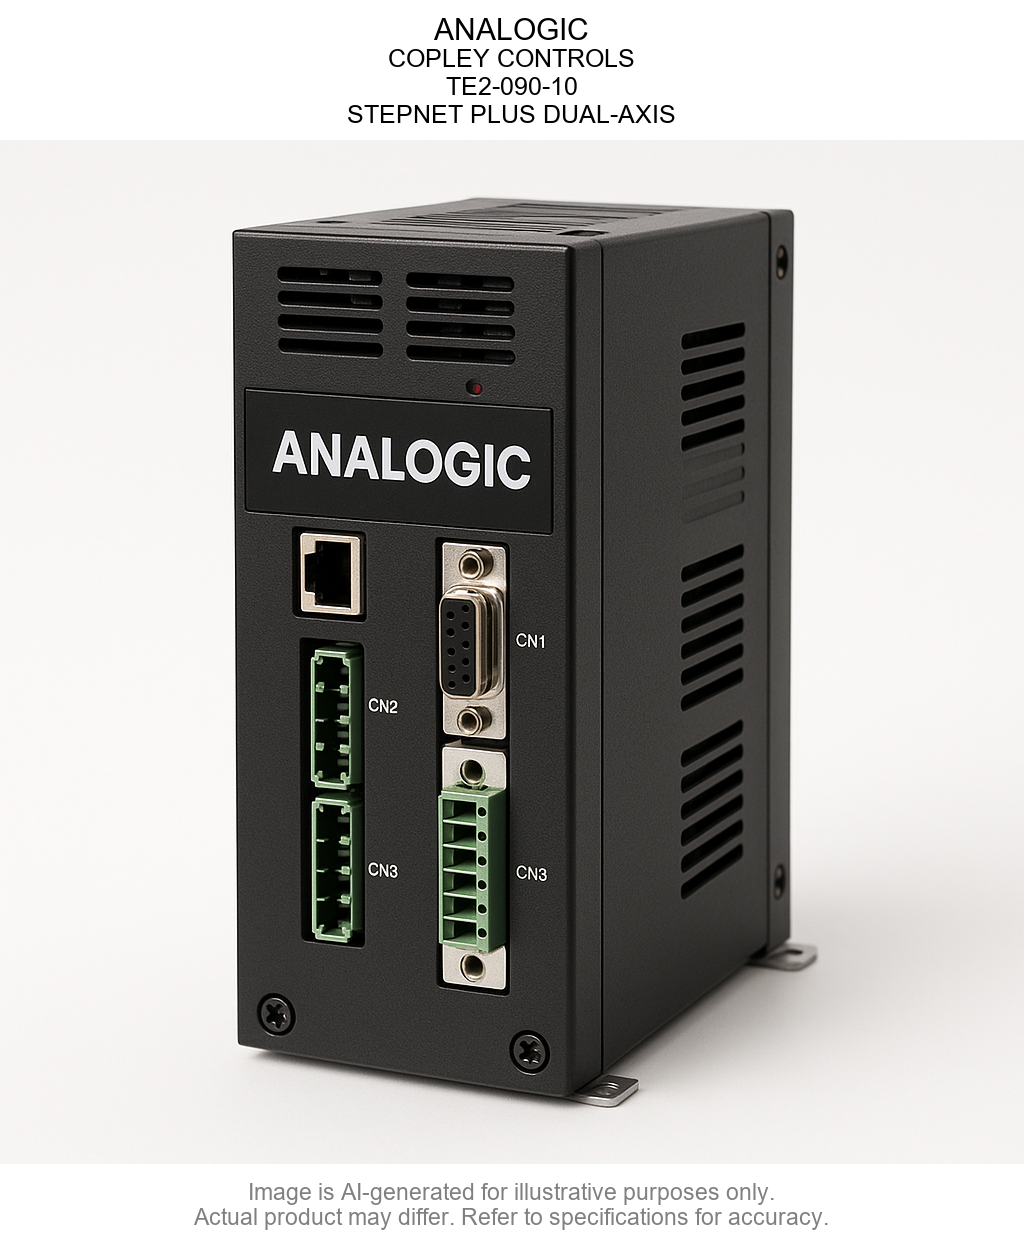 ANALOGIC
COPLEY CONTROLS
TE2-090-10
STEPNET PLUS DUAL-AXIS
ANALOGIC
CN1
CN2
CN3
CN3
Image is AI-generated for illustrative purposes only.
Actual product may differ. Refer to specifications for accuracy.